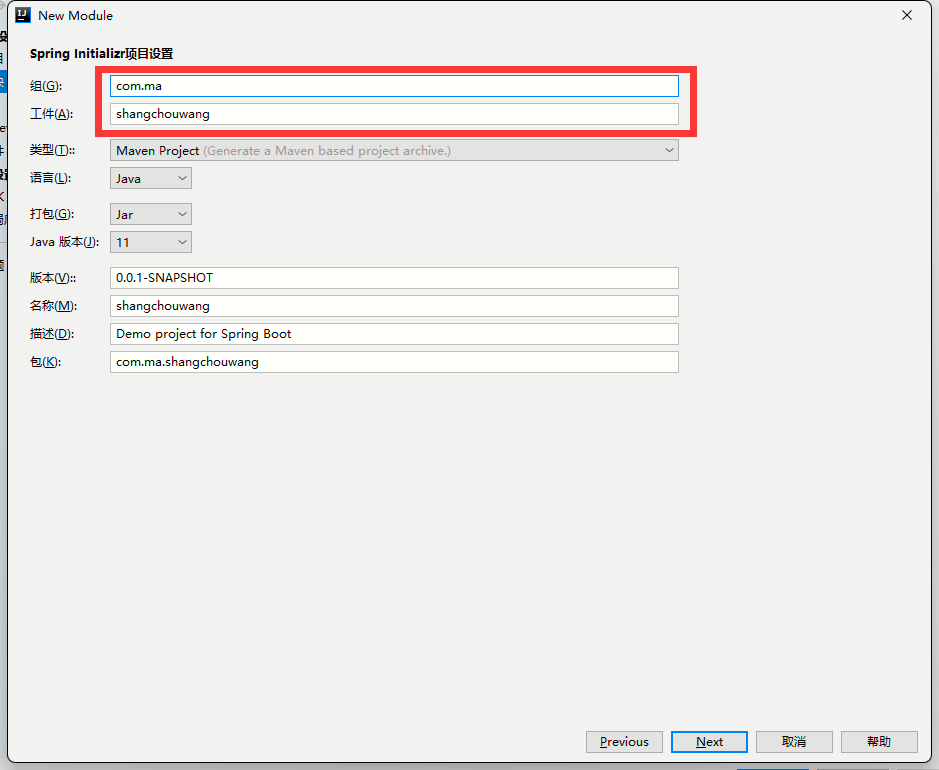 New Module
Spring Initializr项目设置
组(G): com.ma
工件(A): shangchouwang
类型(T):: Maven Project (Generate a Maven based project archive.)
语言(L): Java
打包(G): Jar
Java 版本(J): 11
版本(V):: 0.0.1-SNAPSHOT
名称(M): shangchouwang
描述(D): Demo project for Spring Boot
包(K): com.ma.shangchouwang
Previous Next 取消 帮助